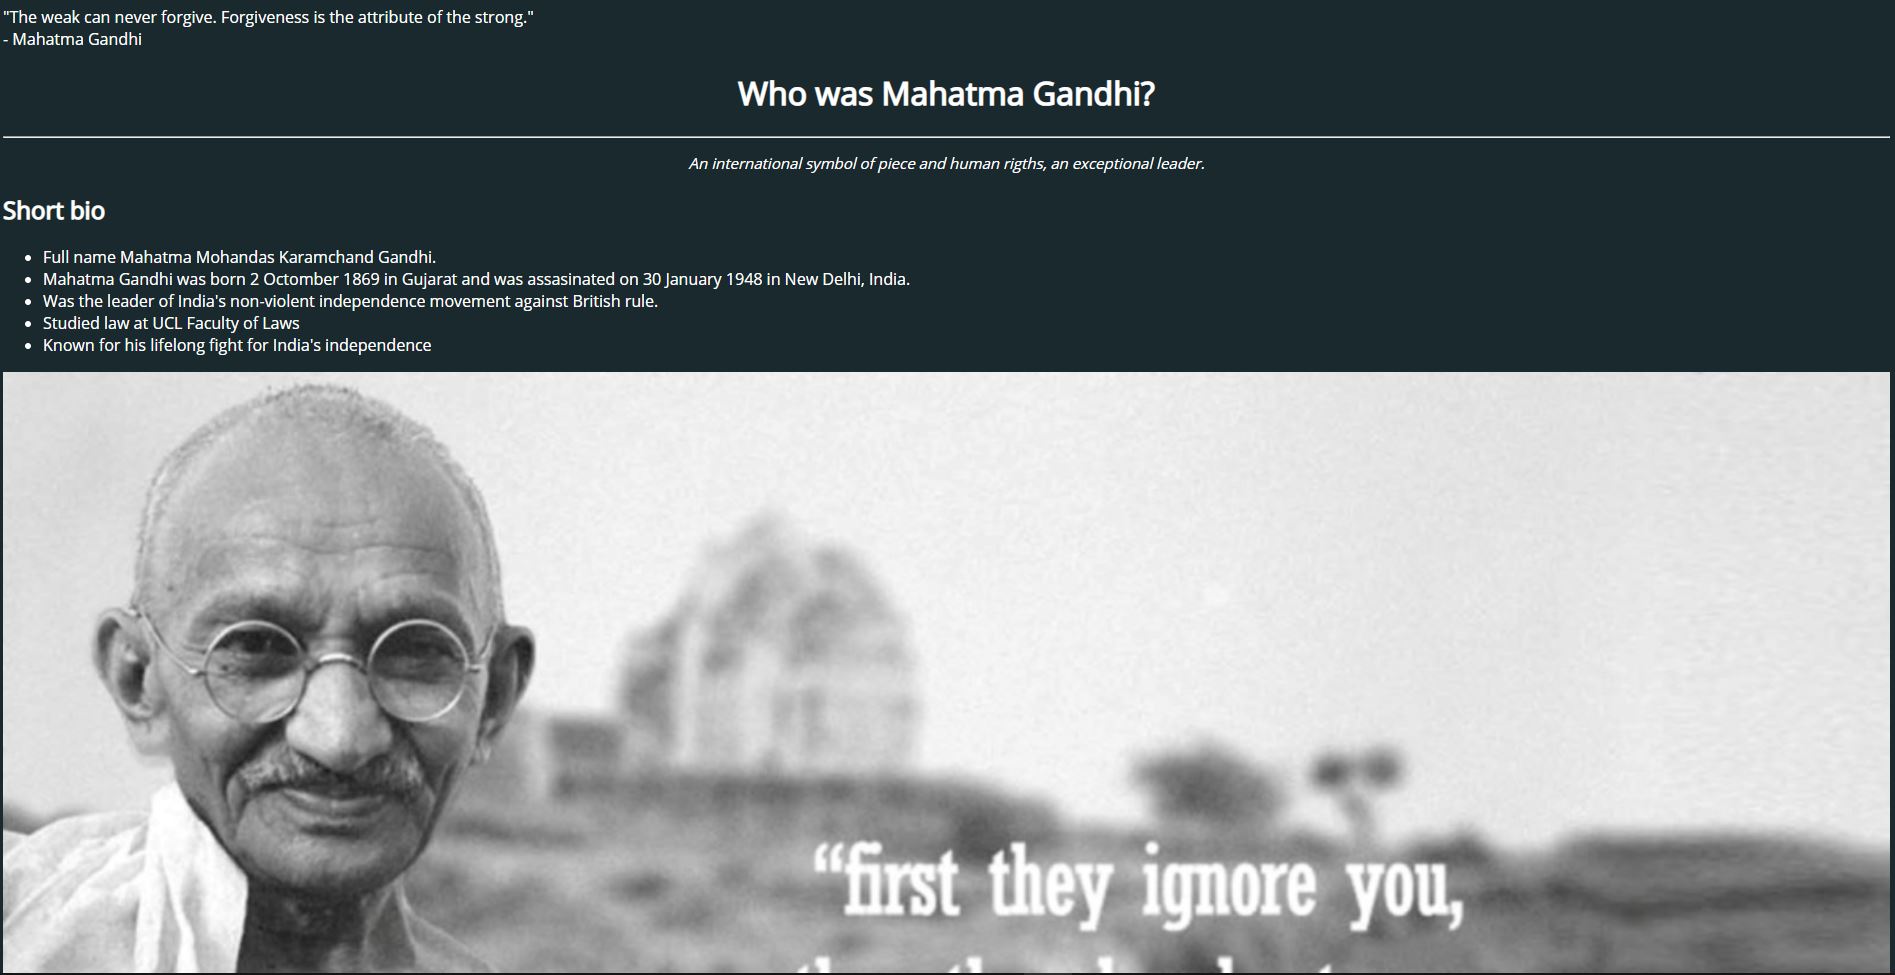 "The weak can never forgive. Forgiveness is the attribute of the strong."
- Mahatma Gandhi
Who was Mahatma Gandhi?
An international symbol of piece and human rigths, an exceptional leader.
Short bio
Full name Mahatma Mohandas Karamchand Gandhi.
Mahatma Gandhi was born 2 Octomber 1869 in Gujarat and was assasinated on 30 January 1948 in New Delhi, India.
Was the leader of India's non-violent independence movement against British rule.
Studied law at UCL Faculty of Laws
Known for his lifelong fight for India's independence
“first they ignore you,